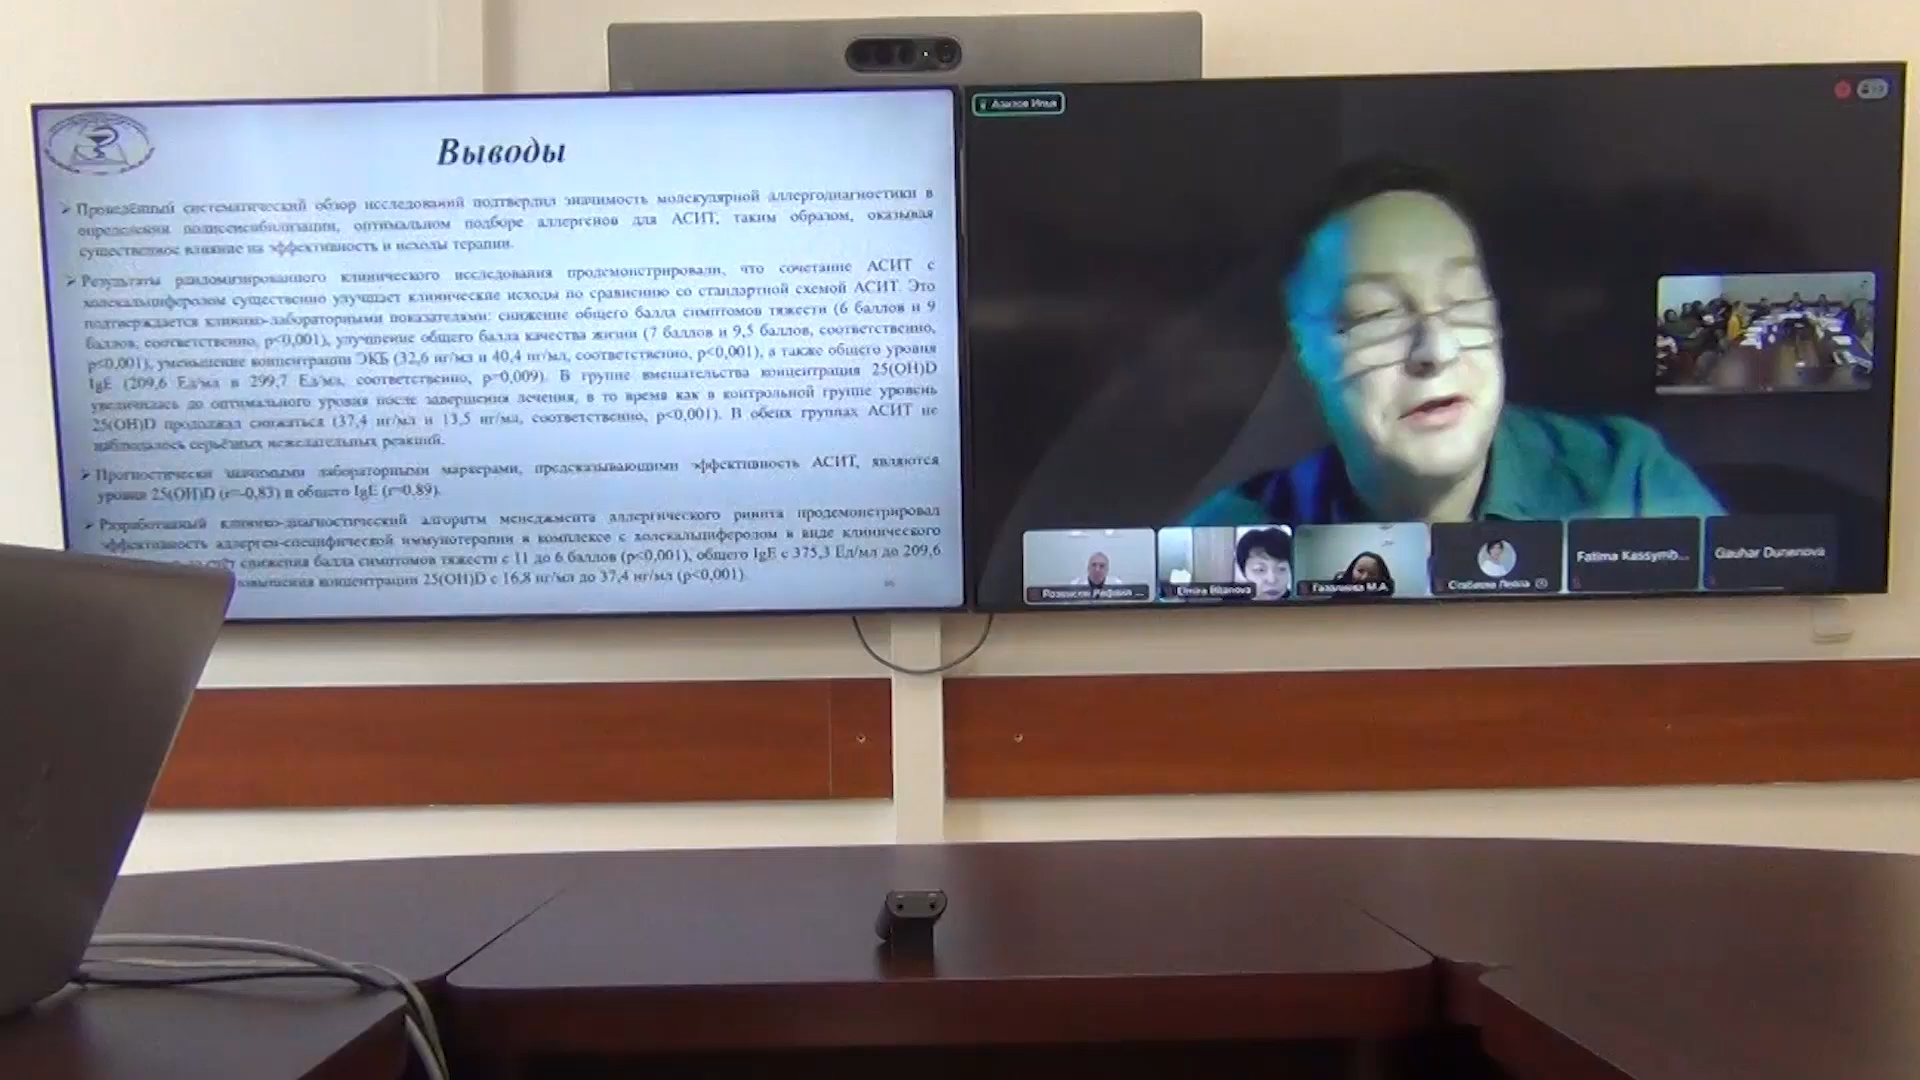 Выводы
➢ Проведённый систематический обзор исследований подтвердил значимость молекулярной аллергодиагностики в
определении полисенсибилизации, оптимальном подборе аллергенов для АСИТ, таким образом, оказывая
существенное влияние на эффективность и исходы терапии.
➢ Результаты рандомизированного клинического исследования продемонстрировали, что сочетание АСИТ с
холекальциферолом существенно улучшает клинические исходы по сравнению со стандартной схемой АСИТ. Это
подтверждается клинико-лабораторными показателями: снижение общего балла симптомов тяжести (6 баллов и 9
баллов, соответственно, p<0,001), улучшение общего балла качества жизни (7 баллов и 9,5 баллов, соответственно,
p<0,001), уменьшение концентрации ЭКБ (32,6 нг/мл и 40,4 нг/мл, соответственно, p<0,001), а также общего уровня
IgE (209,6 Ед/мл и 299,7 Ед/мл, соответственно, p=0,009). В группе вмешательства концентрация 25(OH)D
увеличилась до оптимального уровня после завершения лечения, в то время как в контрольной группе уровень
25(OH)D продолжал снижаться (37,4 нг/мл и 13,5 нг/мл, соответственно, p<0,001). В обеих группах АСИТ не
наблюдалось серьёзных нежелательных реакций.
➢ Прогностически значимыми лабораторными маркерами, предсказывающими эффективность АСИТ, являются
уровни 25(OH)D (r=-0,83) и общего IgE (r=0,89).
➢ Разработанный клинико-диагностический алгоритм менеджмента аллергического ринита продемонстрировал
эффективность аллерген-специфической иммунотерапии в комплексе с холекальциферолом в виде клинического
счёт снижения балла симптомов тяжести с 11 до 6 баллов (p<0,001), общего IgE с 375,3 Ед/мл до 209,6
повышения концентрации 25(OH)D с 16,8 нг/мл до 37,4 нг/мл (p<0,001).
Илья
Газалиева М.А.
Fatima Kassymb...
Gauhar Dunenova